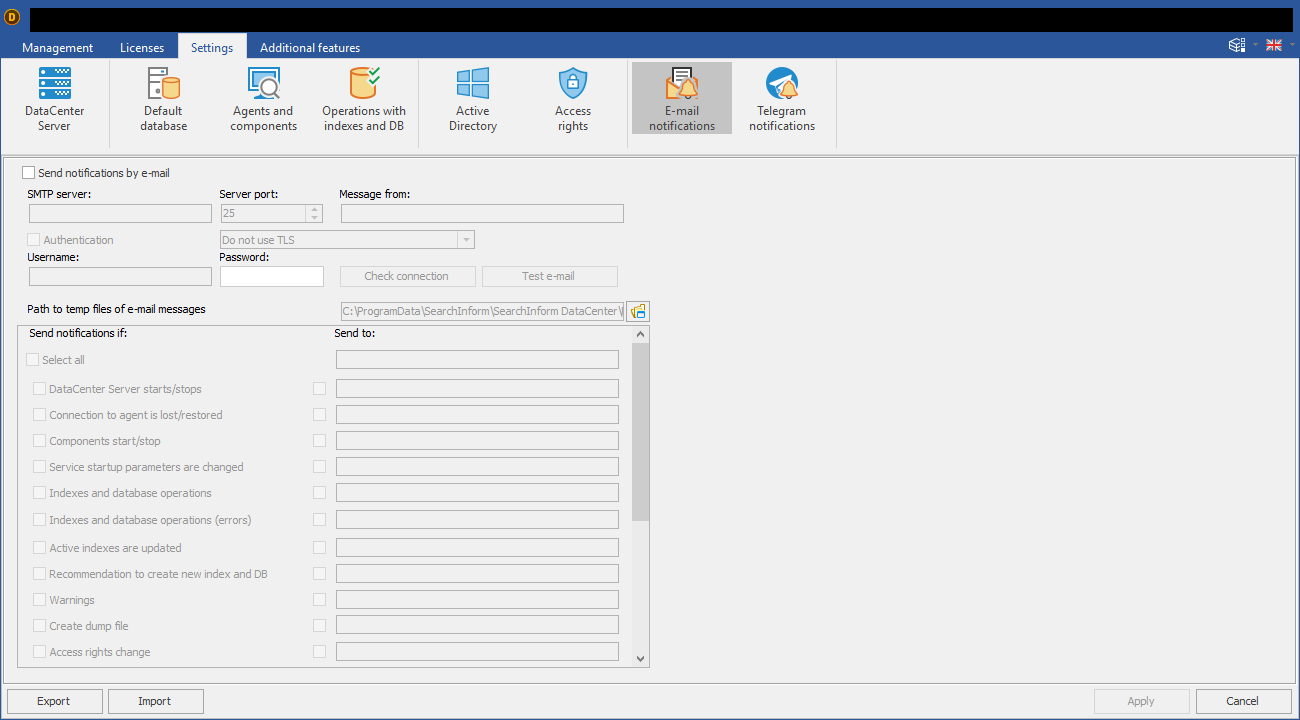 D
Management Licenses Settings Additional features
DataCenter
Server
Default
database
Agents and
components
Operations with
indexes and DB
Active
Directory
Access
rights
E-mail
notifications
Telegram
notifications
Send notifications by e-mail
SMTP server: Server port: Message from:
25
Authentication Do not use TLS
Username: Password:
Check connection Test e-mail
Path to temp files of e-mail messages C:\ProgramData\SearchInform\SearchInform DataCenter\
Send notifications if: Send to:
Select all
DataCenter Server starts/stops
Connection to agent is lost/restored
Components start/stop
Service startup parameters are changed
Indexes and database operations
Indexes and database operations (errors)
Active indexes are updated
Recommendation to create new index and DB
Warnings
Create dump file
Access rights change
Export Import Apply Cancel